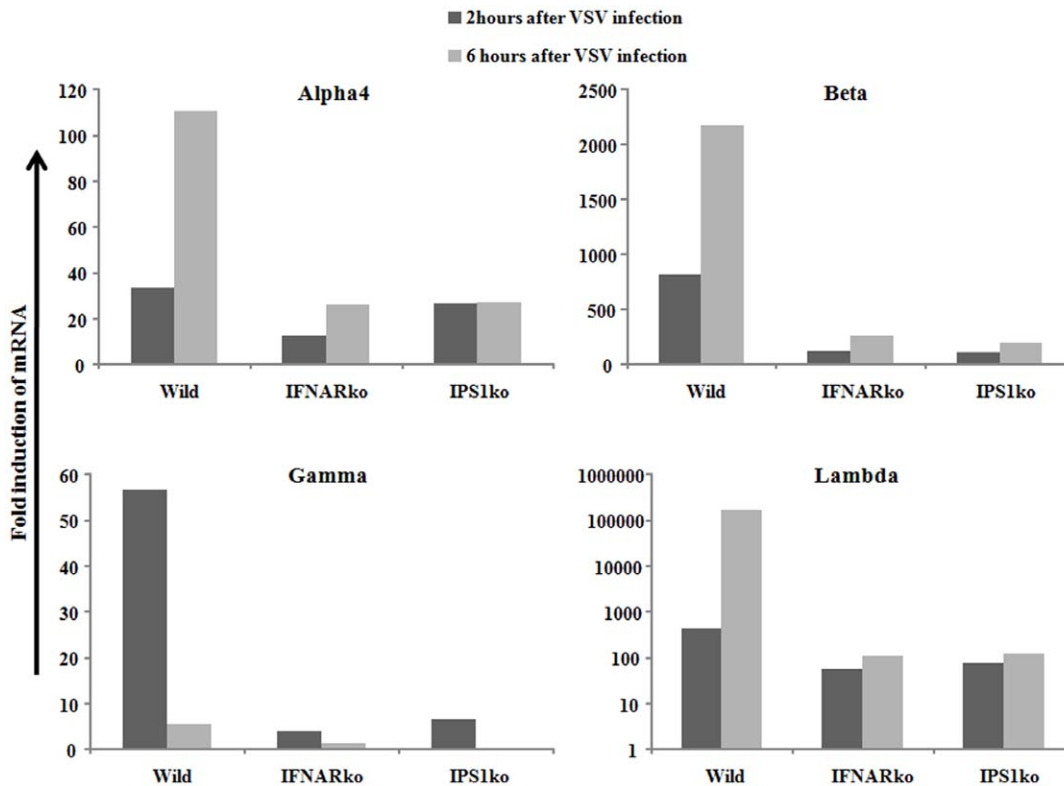 2hours after VSV infection
6 hours after VSV infection
Fold induction of mRNA
Alpha4
120
100
80
60
40
20
0
Wild IFNARko IPS1ko
Beta
2500
2000
1500
1000
500
0
Wild IFNARko IPS1ko
Gamma
60
50
40
30
20
10
0
Wild IFNARko IPS1ko
Lambda
1000000
100000
10000
1000
100
10
1
Wild IFNARko IPS1ko